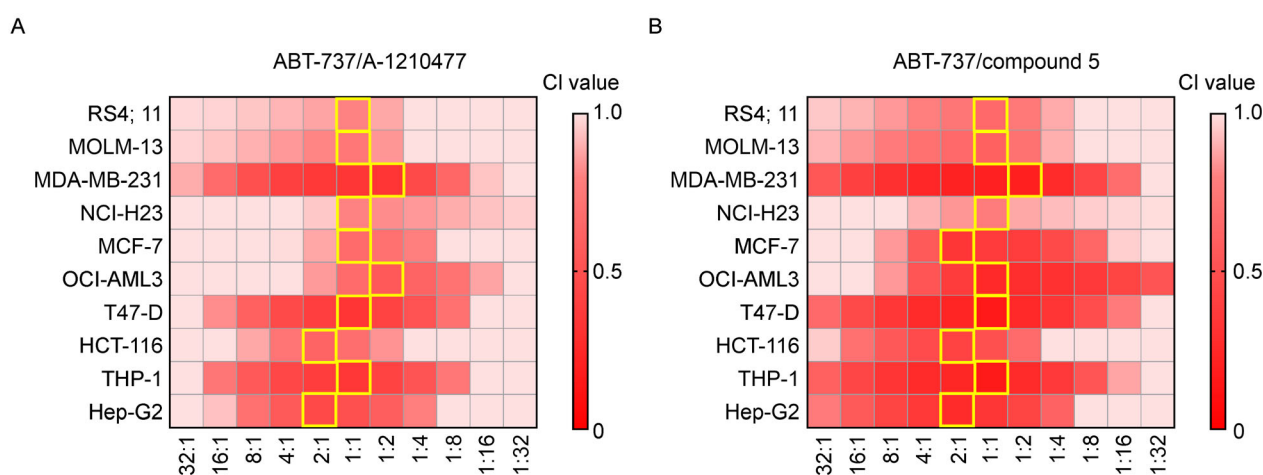 A
ABT-737/A-1210477
CI value
RS4; 11
MOLM-13
MDA-MB-231
NCI-H23
MCF-7
OCI-AML3
T47-D
HCT-116
THP-1
Hep-G2
1.0
0.5
0
32:1 16:1 8:1 4:1 2:1 1:1 1:2 1:4 1:8 1:16 1:32
B
ABT-737/compound 5
CI value
RS4; 11
MOLM-13
MDA-MB-231
NCI-H23
MCF-7
OCI-AML3
T47-D
HCT-116
THP-1
Hep-G2
1.0
0.5
0
32:1 16:1 8:1 4:1 2:1 1:1 1:2 1:4 1:8 1:16 1:32